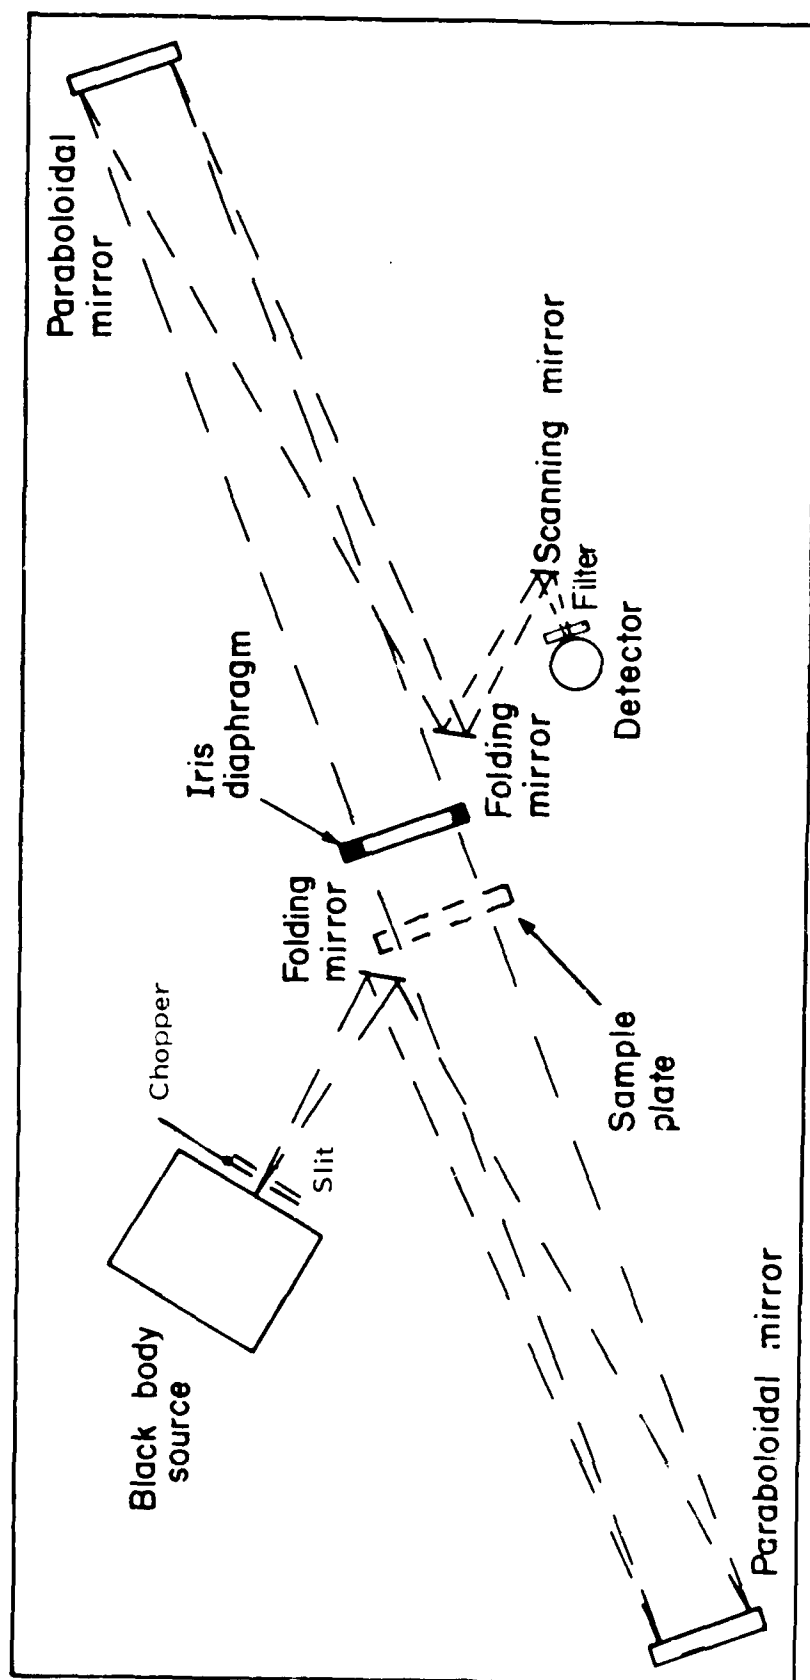 Paraboloidal
mirror
Iris
diaphragm
Scanning mirror
Filter
Detector
Folding
mirror
Folding
mirror
Chopper
Slit
Sample
plate
Black body
source
Paraboloidal mirror